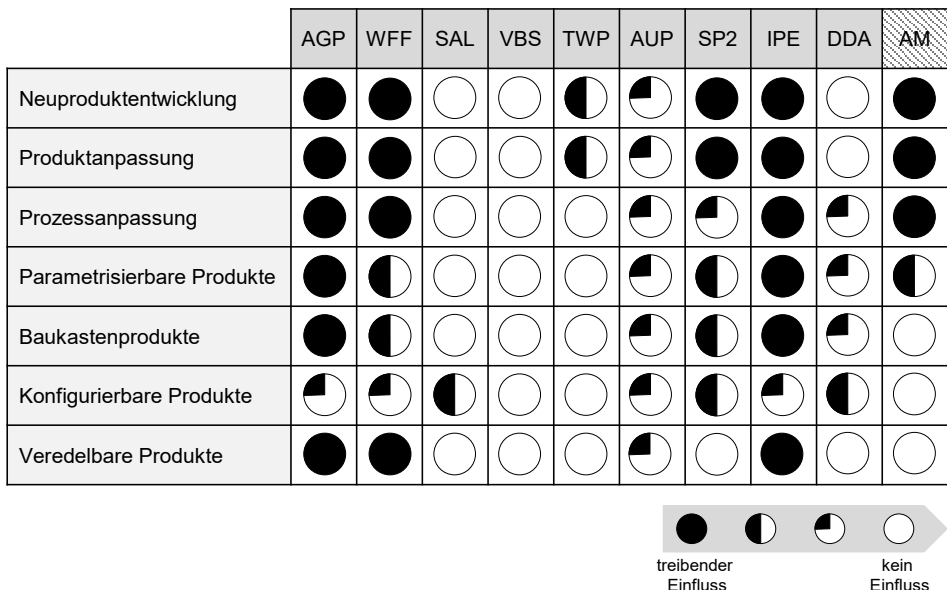 AGP WFF SAL VBS TWP AUP SP2 IPE DDA AM
Neuproduktentwicklung
Produktanpassung
Prozessanpassung
Parametrisierbare Produkte
Baukastenprodukte
Konfigurierbare Produkte
Veredelbare Produkte
treibender kein
Einfluss Einfluss